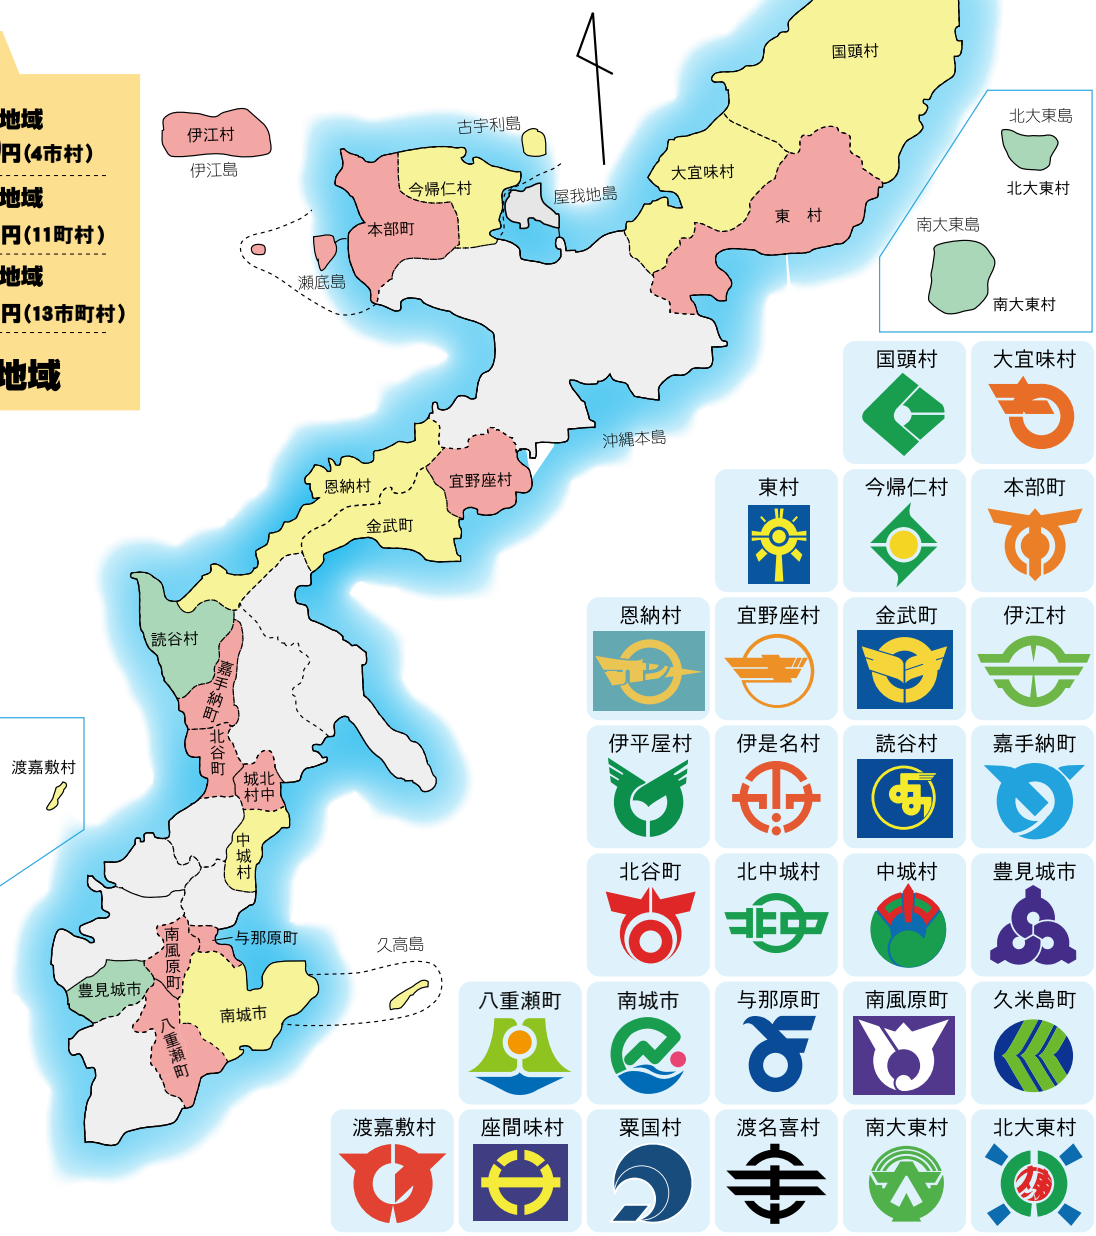 地域
円(4市村)
地域
円(11町村)
地域
円(13市町村)
地域
国頭村
伊江村
伊江島
古宇利島
今帰仁村
屋我地島
大宜味村
東 村
本部町
瀬底島
北大東島
北大東村
南大東島
南大東村
沖縄本島
恩納村
宜野座村
金武町
読谷村
嘉手納町
北谷町
北中城村
中城村
渡嘉敷村
南風原町
与那原町
久高島
豊見城市
南城市
八重瀬町
国頭村 大宜味村
東村 今帰仁村 本部町
恩納村 宜野座村 金武町 伊江村
伊平屋村 伊是名村 読谷村 嘉手納町
北谷町 北中城村 中城村 豊見城市
八重瀬町 南城市 与那原町 南風原町 久米島町
渡嘉敷村 座間味村 粟国村 渡名喜村 南大東村 北大東村